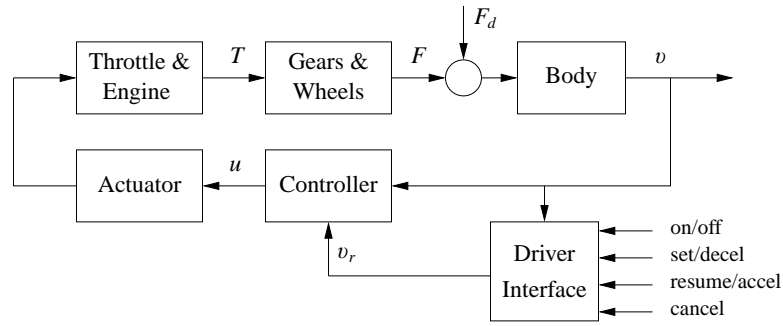 F_d
Throttle &
Engine
T
Gears &
Wheels
F
Body
v
Actuator
u
Controller
v_r
Driver
Interface
on/off
set/decel
resume/accel
cancel